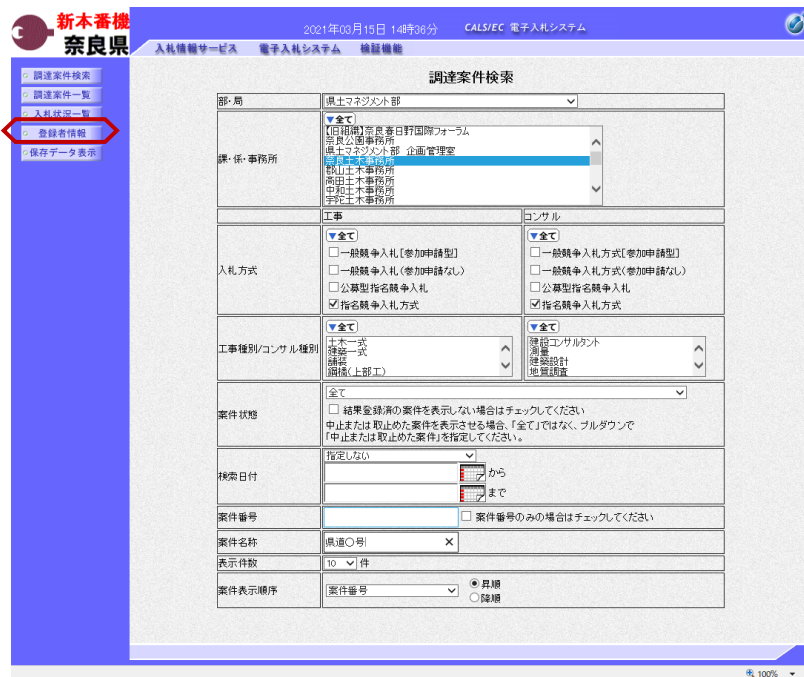 新本番機
奈良県
2021年03月15日 14時36分
CALS/EC 電子入札システム
入札情報サービス
電子入札システム
検証機能
調達案件検索
調達案件一覧
入札状況一覧
登録者情報
保存データ表示
調達案件検索
部・局
県土マネジメント部
課・係・事務所
▼全て
【旧組織】奈良春日野国際フォーラム
奈良公園事務所
県土マネジメント部 企画管理室
奈良土木事務所
郡山土木事務所
高田土木事務所
中和土木事務所
宇陀土木事務所
工事
コンサル
入札方式
▼全て
一般競争入札[参加申請型]
一般競争入札(参加申請なし)
公募型指名競争入札
指名競争入札方式
▼全て
一般競争入札方式[参加申請型]
一般競争入札方式(参加申請なし)
公募型指名競争入札
指名競争入札方式
工事種別/コンサル種別
▼全て
土木一式
建築一式
舗装
鋼橋(上部工)
▼全て
建設コンサルタント
測量
建築設計
地質調査
案件状態
全て
結果登録済の案件を表示しない場合はチェックしてください
中止または取止めた案件を表示させる場合、「全て」ではなく、プルダウンで
「中止または取止めた案件」を指定してください。
検索日付
指定しない
から
まで
案件番号
案件番号のみの場合はチェックしてください
案件名称
県道〇号
表示件数
10 件
案件表示順序
案件番号
昇順
降順
100%